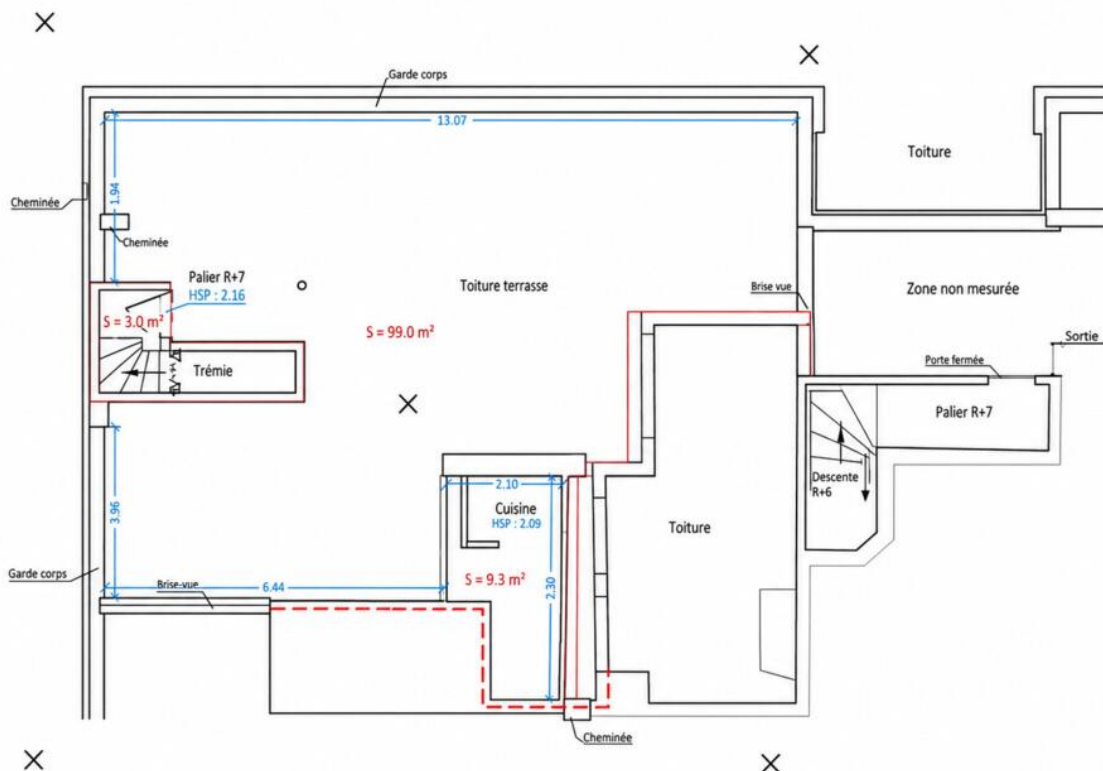 Garde corps
13.07
Toiture
1.94
Cheminée
Cheminée
Palier R+7
HSP : 2.16
Toiture terrasse
Brise vue
Zone non mesurée
S = 3.0 m²
S = 99.0 m²
Sortie
Porte fermée
Trémie
Palier R+7
Descente
R+6
2.10
Cuisine
HSP : 2.09
3.96
Toiture
Garde corps
S = 9.3 m²
Brise-vue
6.44
2.30
Cheminée